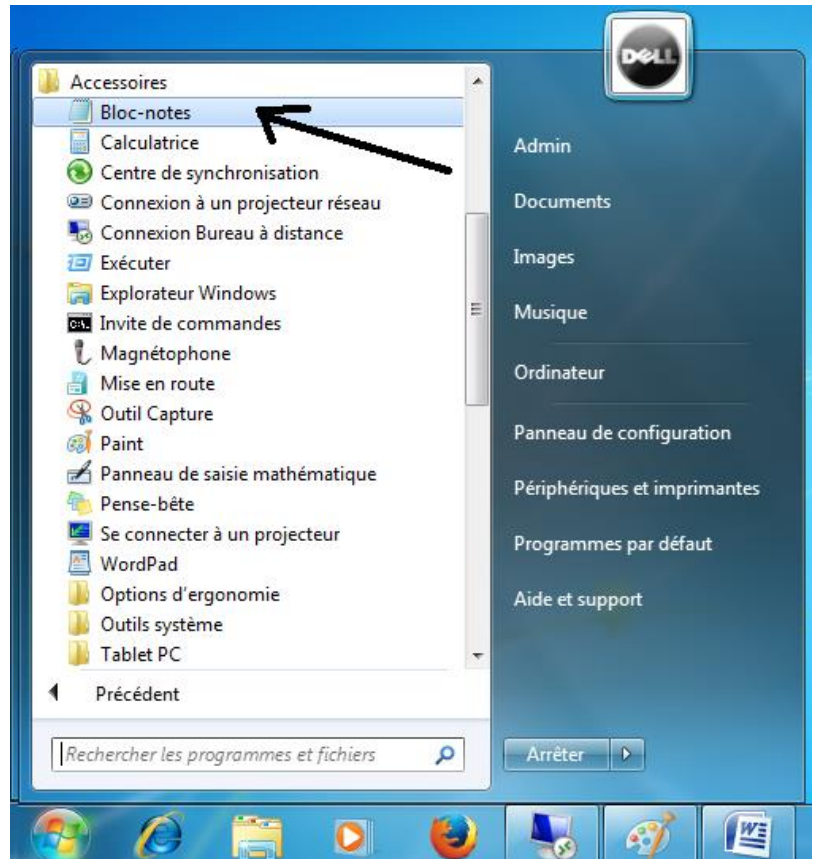 DELL
Accessoires
Bloc-notes
Calculatrice
Centre de synchronisation
Connexion à un projecteur réseau
Connexion Bureau à distance
Exécuter
Explorateur Windows
Invite de commandes
Magnétophone
Mise en route
Outil Capture
Paint
Panneau de saisie mathématique
Pense-bête
Se connecter à un projecteur
WordPad
Options d'ergonomie
Outils système
Tablet PC
Précédent
Rechercher les programmes et fichiers
Admin
Documents
Images
Musique
Ordinateur
Panneau de configuration
Périphériques et imprimantes
Programmes par défaut
Aide et support
Arrêter
W